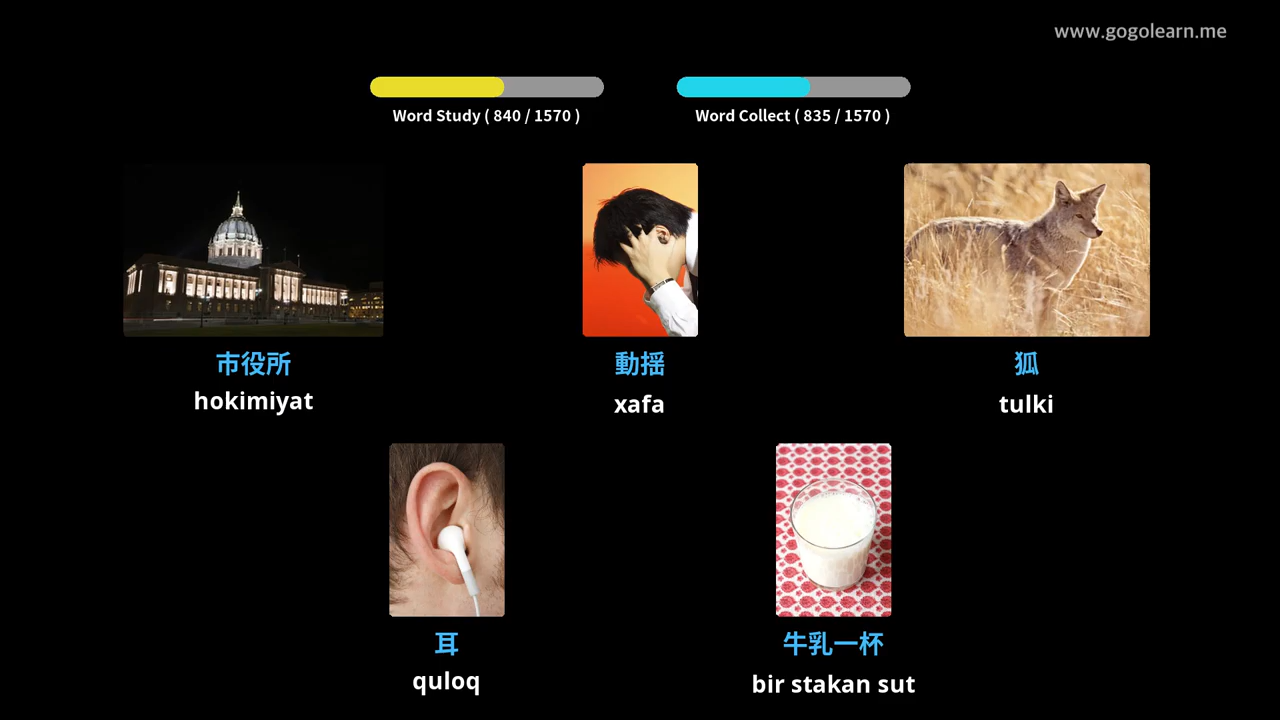 www.gogolearn.me
Word Study ( 840 / 1570 )
Word Collect ( 835 / 1570 )
市役所
hokimiyat
動揺
xafa
狐
tulki
耳
quloq
牛乳一杯
bir stakan sut